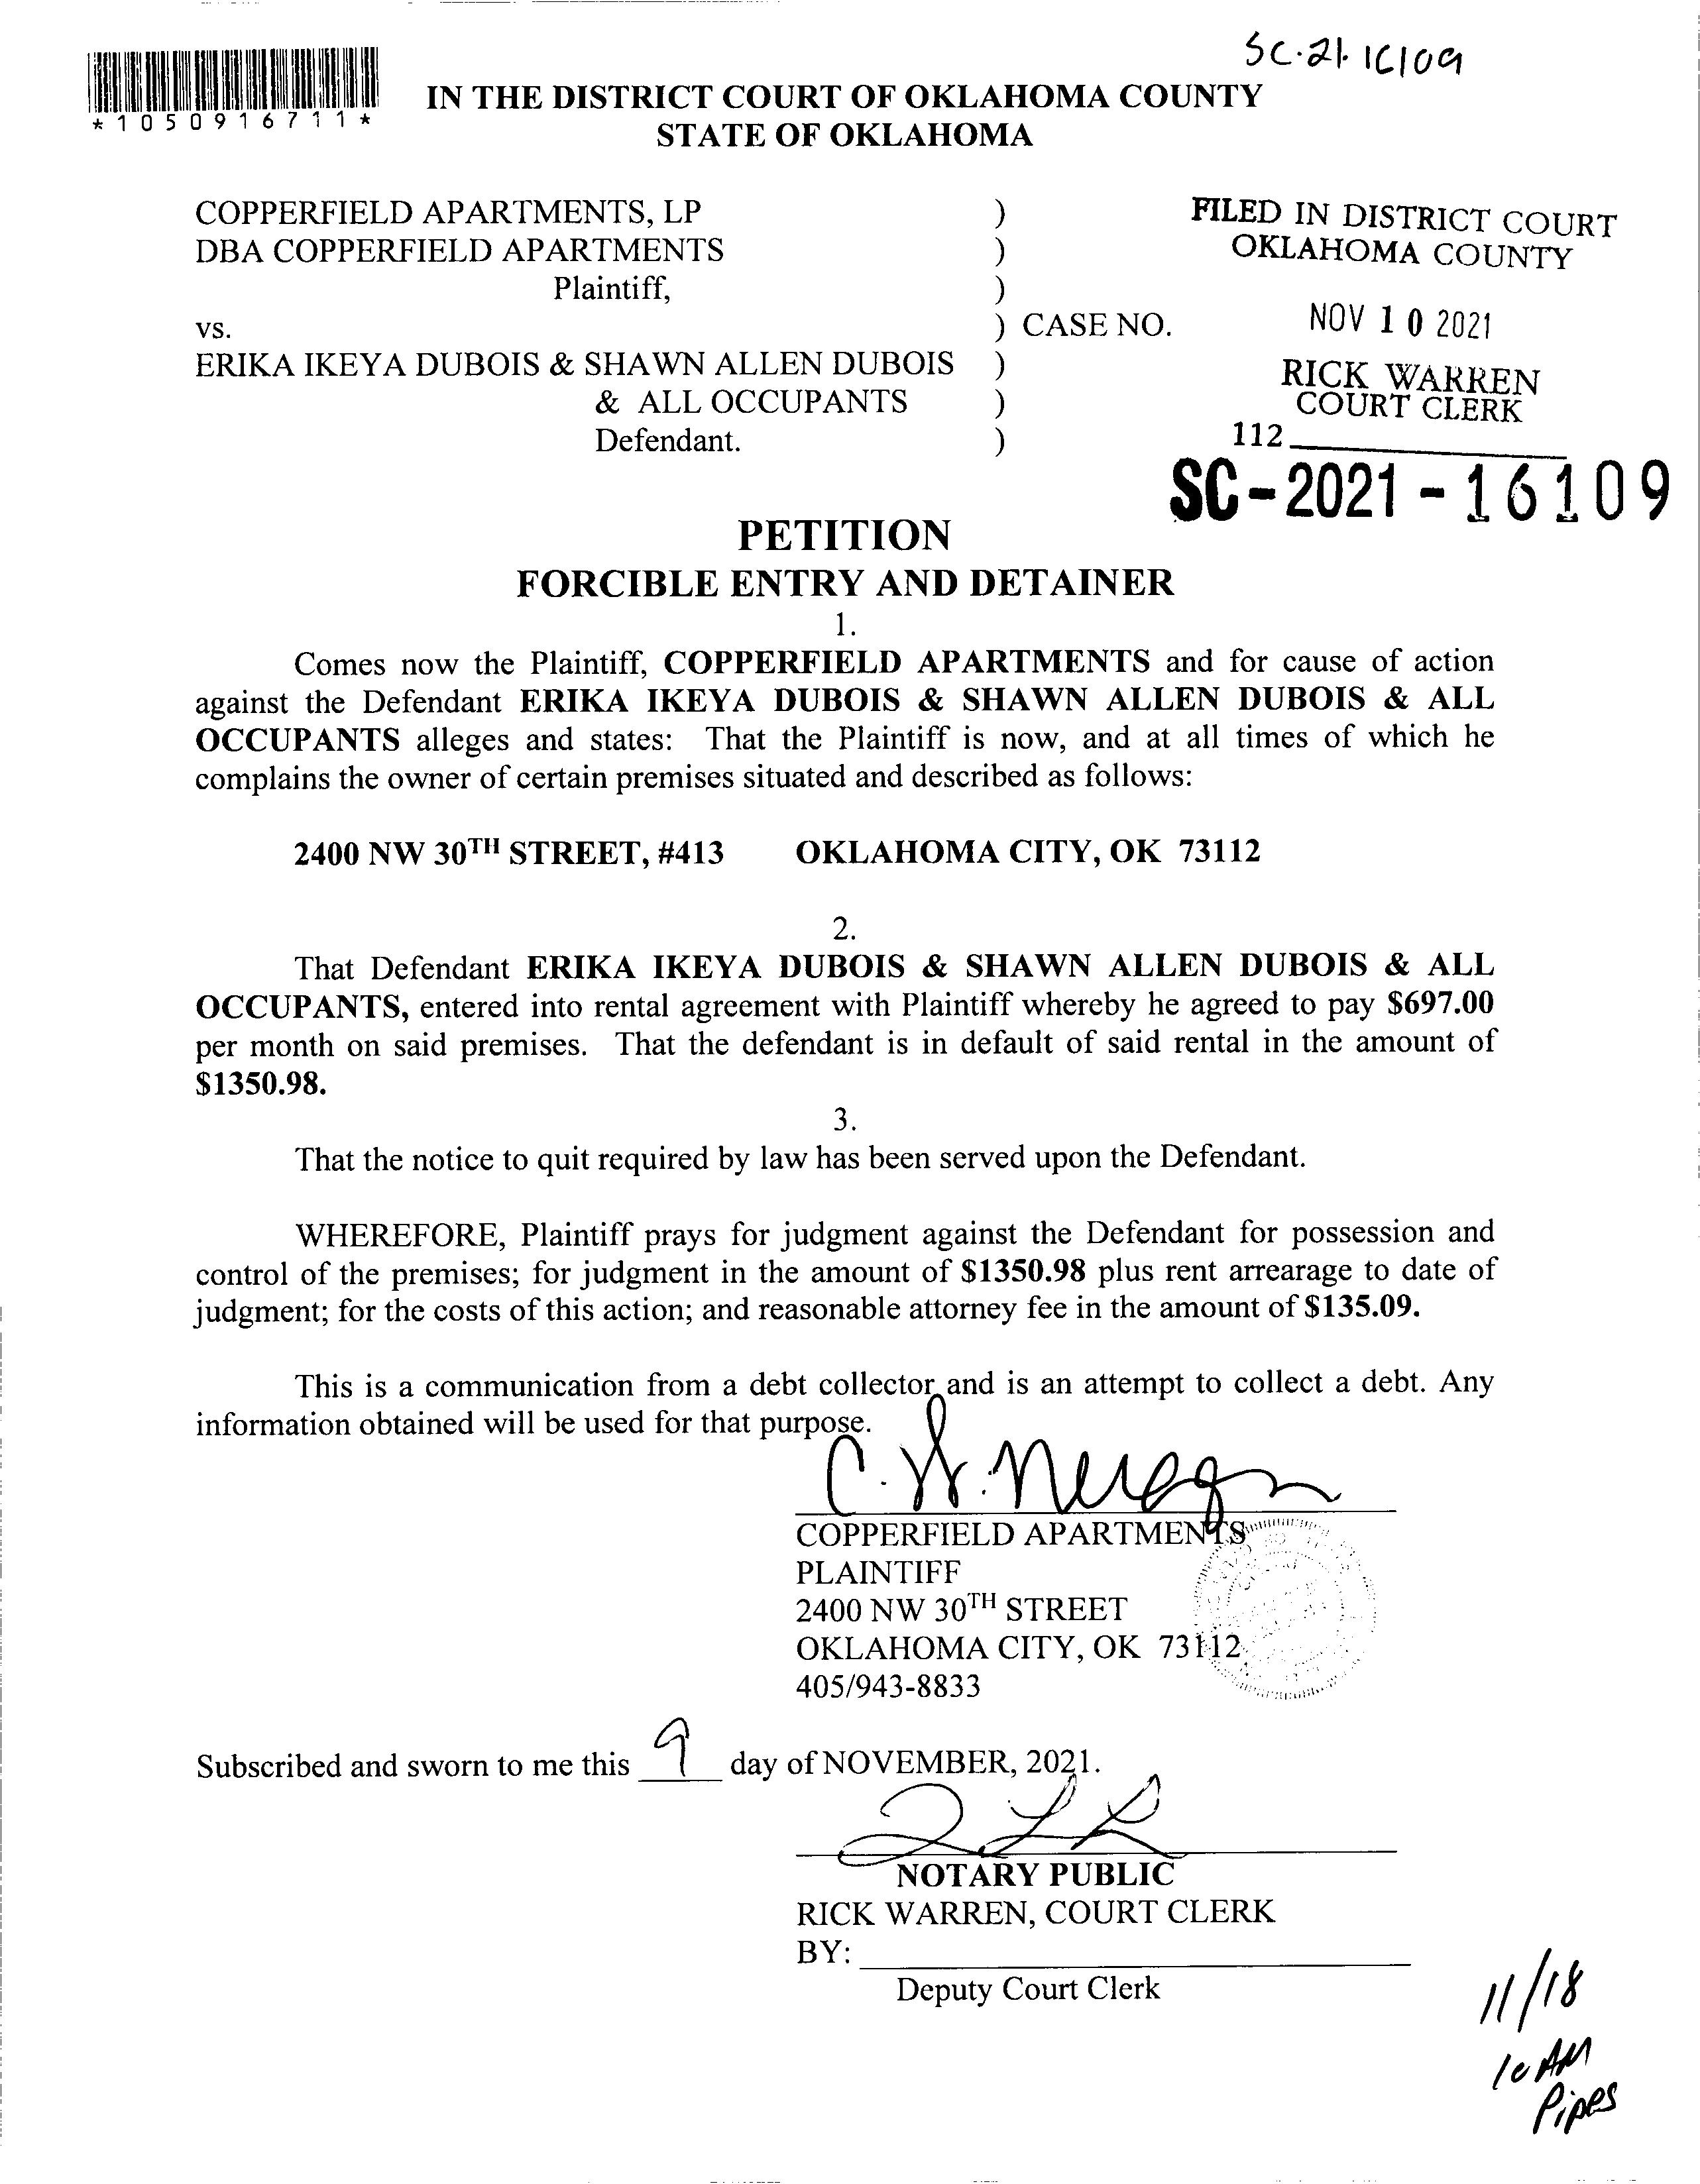 SC-21-16109
*1050916711*
IN THE DISTRICT COURT OF OKLAHOMA COUNTY
STATE OF OKLAHOMA
COPPERFIELD APARTMENTS, LP )
DBA COPPERFIELD APARTMENTS )
Plaintiff, )
vs. ) CASE NO.
ERIKA IKEYA DUBOIS & SHAWN ALLEN DUBOIS )
& ALL OCCUPANTS )
Defendant. )
FILED IN DISTRICT COURT
OKLAHOMA COUNTY
NOV 10 2021
RICK WARREN
COURT CLERK
112
SC-2021-16109
PETITION
FORCIBLE ENTRY AND DETAINER
1.
Comes now the Plaintiff, COPPERFIELD APARTMENTS and for cause of action
against the Defendant ERIKA IKEYA DUBOIS & SHAWN ALLEN DUBOIS & ALL
OCCUPANTS alleges and states: That the Plaintiff is now, and at all times of which he
complains the owner of certain premises situated and described as follows:
2400 NW 30TH STREET, #413 OKLAHOMA CITY, OK 73112
2.
That Defendant ERIKA IKEYA DUBOIS & SHAWN ALLEN DUBOIS & ALL
OCCUPANTS, entered into rental agreement with Plaintiff whereby he agreed to pay $697.00
per month on said premises. That the defendant is in default of said rental in the amount of
$1350.98.
3.
That the notice to quit required by law has been served upon the Defendant.
WHEREFORE, Plaintiff prays for judgment against the Defendant for possession and
control of the premises; for judgment in the amount of $1350.98 plus rent arrearage to date of
judgment; for the costs of this action; and reasonable attorney fee in the amount of $135.09.
This is a communication from a debt collector and is an attempt to collect a debt. Any
information obtained will be used for that purpose.
COPPERFIELD APARTMENTS
PLAINTIFF
2400 NW 30TH STREET
OKLAHOMA CITY, OK 73112
405/943-8833
Subscribed and sworn to me this 9 day of NOVEMBER, 2021.
NOTARY PUBLIC
RICK WARREN, COURT CLERK
BY:
Deputy Court Clerk
11/18
10 AM
Pipes